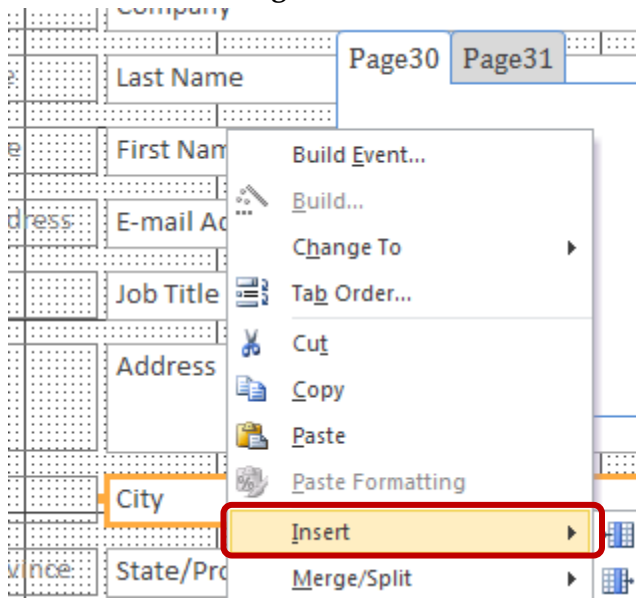 Company
Page30 Page31
Last Name
First Nam
Build Event...
Build...
dress E-mail Ad
Change To
Job Title
Tab Order...
Cut
Address
Copy
Paste
Paste Formatting
City
Insert
vince State/Pro
Merge/Split